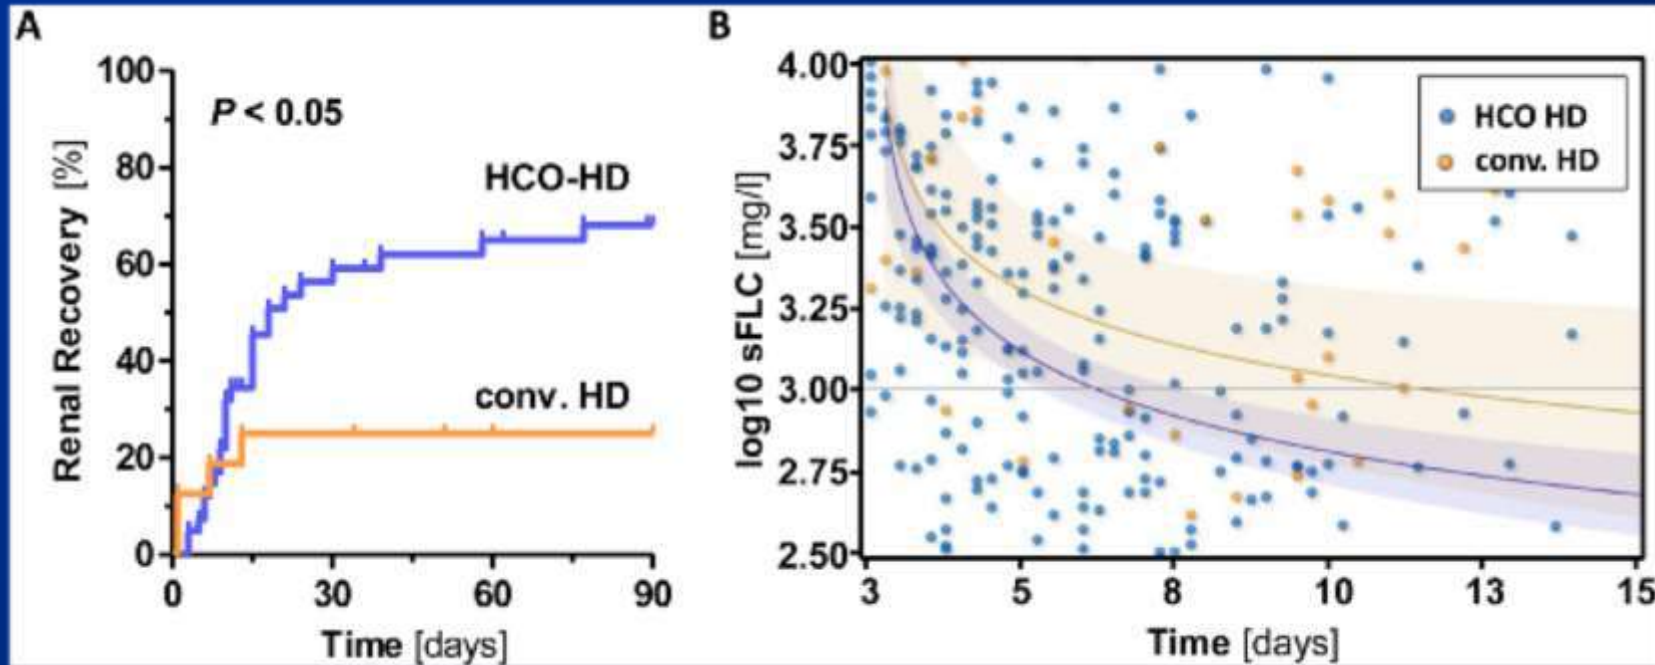 A
100
80
60
40
20
0
Renal Recovery [%]
P < 0.05
HCO-HD
conv. HD
0 30 60 90
Time [days]
B
4.00
3.75
3.50
3.25
3.00
2.75
2.50
log10 sFLC [mg/l]
HCO HD
conv. HD
3 5 8 10 13 15
Time [days]